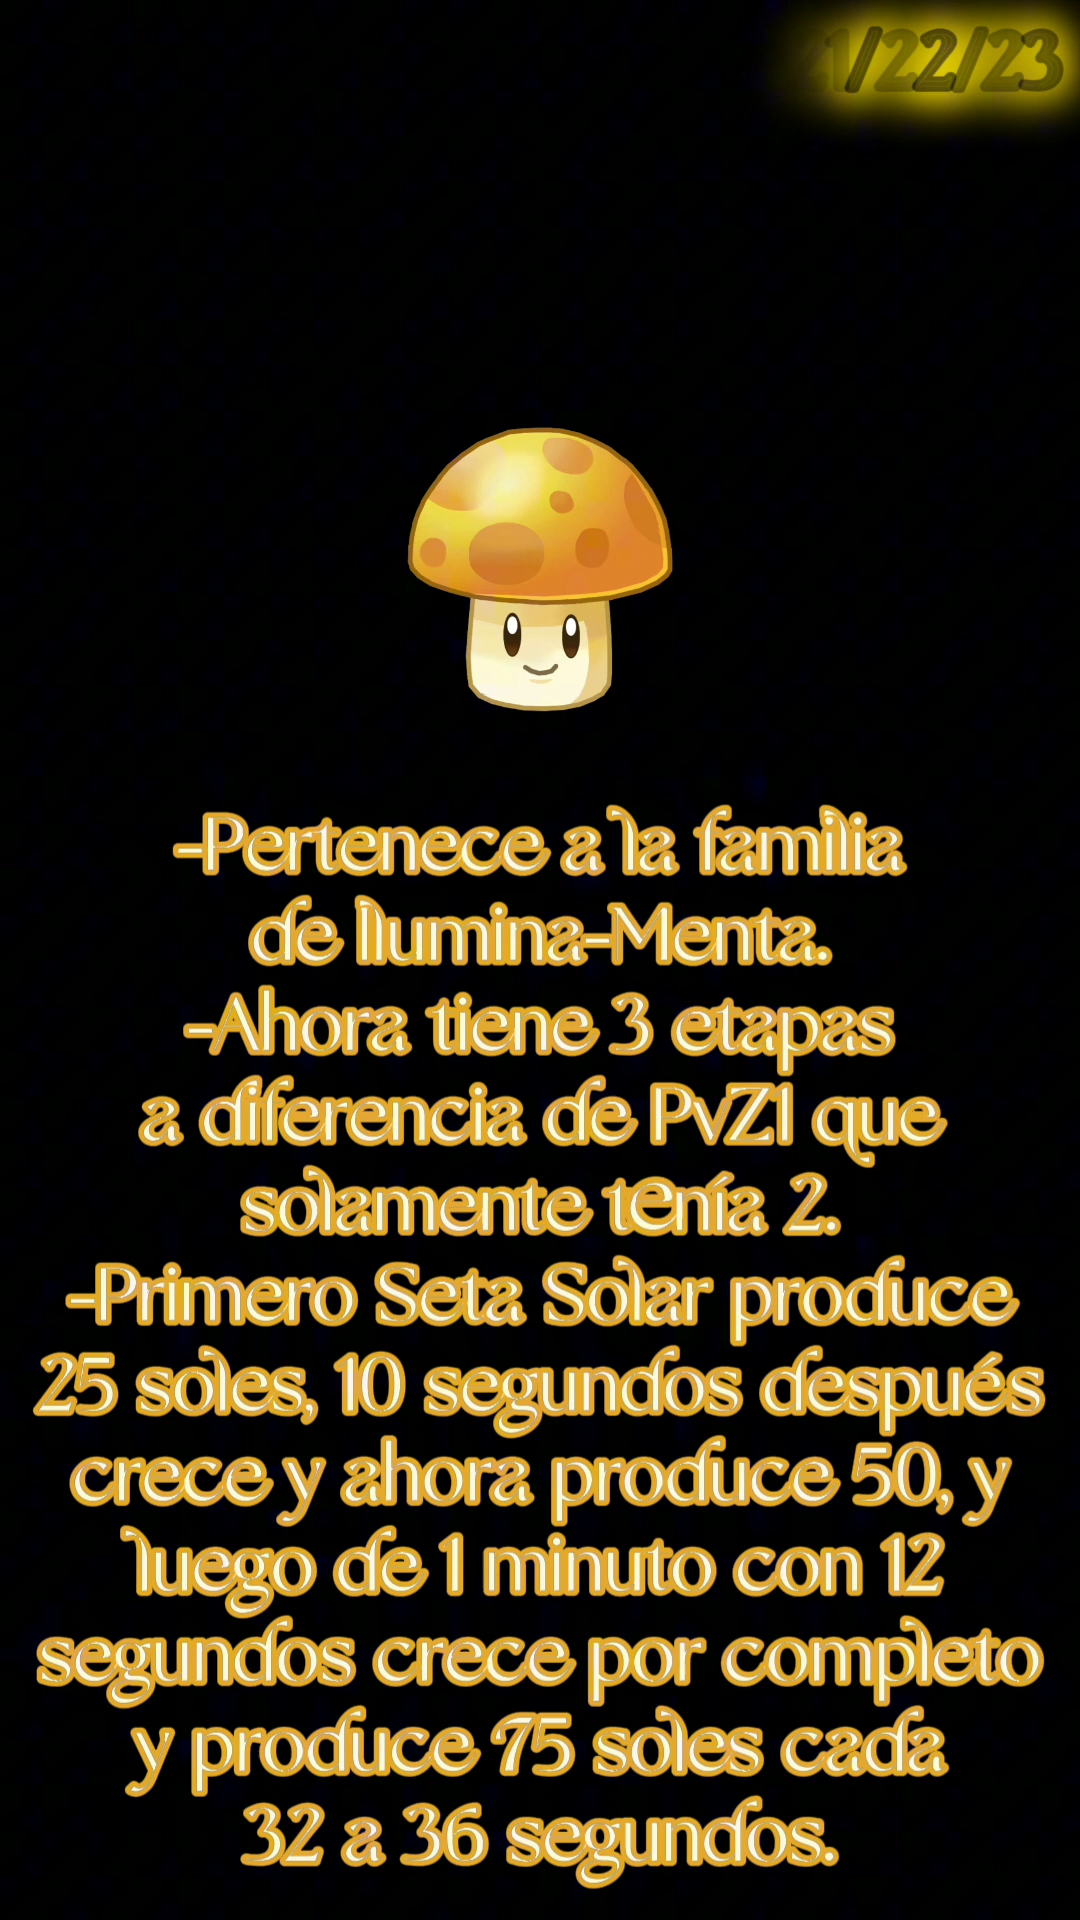 1/22/23
-Pertenece a la familia
de Ilumina-Menta.
-Ahora tiene 3 etapas
a diferencia de PvZ1 que
solamente tenía 2.
-Primero Seta Solar produce
25 soles, 10 segundos después
crece y ahora produce 50, y
luego de 1 minuto con 12
segundos crece por completo
y produce 75 soles cada
32 a 36 segundos.